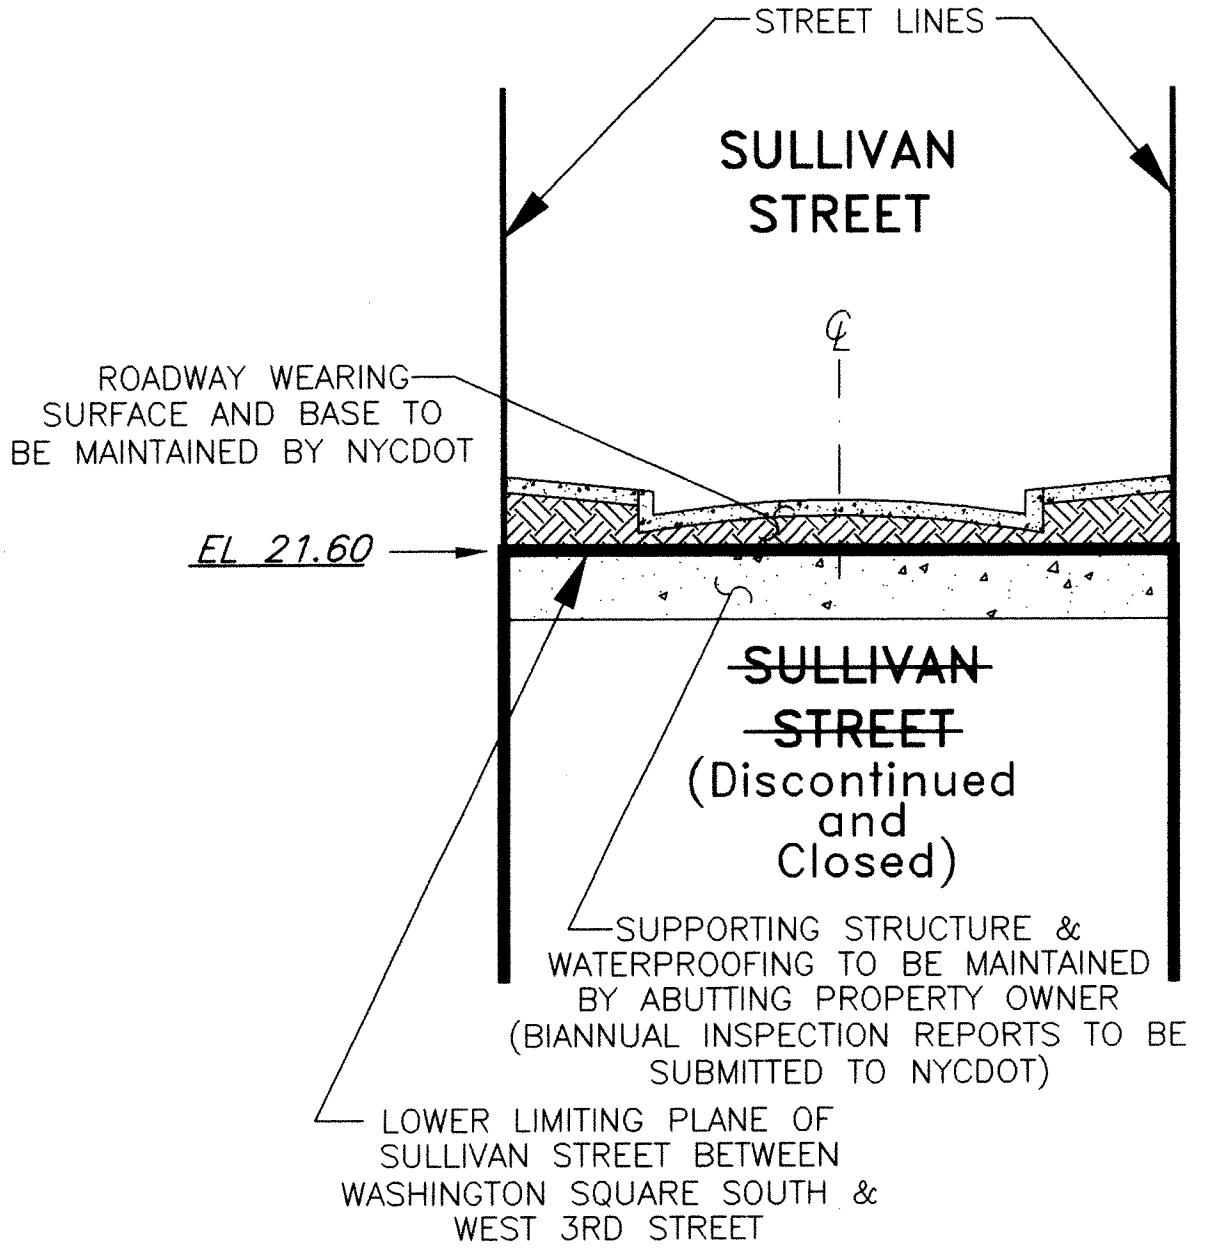 STREET LINES
SULLIVAN
STREET
℄
ROADWAY WEARING
SURFACE AND BASE TO
BE MAINTAINED BY NYCDOT
EL 21.60
SULLIVAN
STREET
(Discontinued
and
Closed)
SUPPORTING STRUCTURE &
WATERPROOFING TO BE MAINTAINED
BY ABUTTING PROPERTY OWNER
(BIANNUAL INSPECTION REPORTS TO BE
SUBMITTED TO NYCDOT)
LOWER LIMITING PLANE OF
SULLIVAN STREET BETWEEN
WASHINGTON SQUARE SOUTH &
WEST 3RD STREET